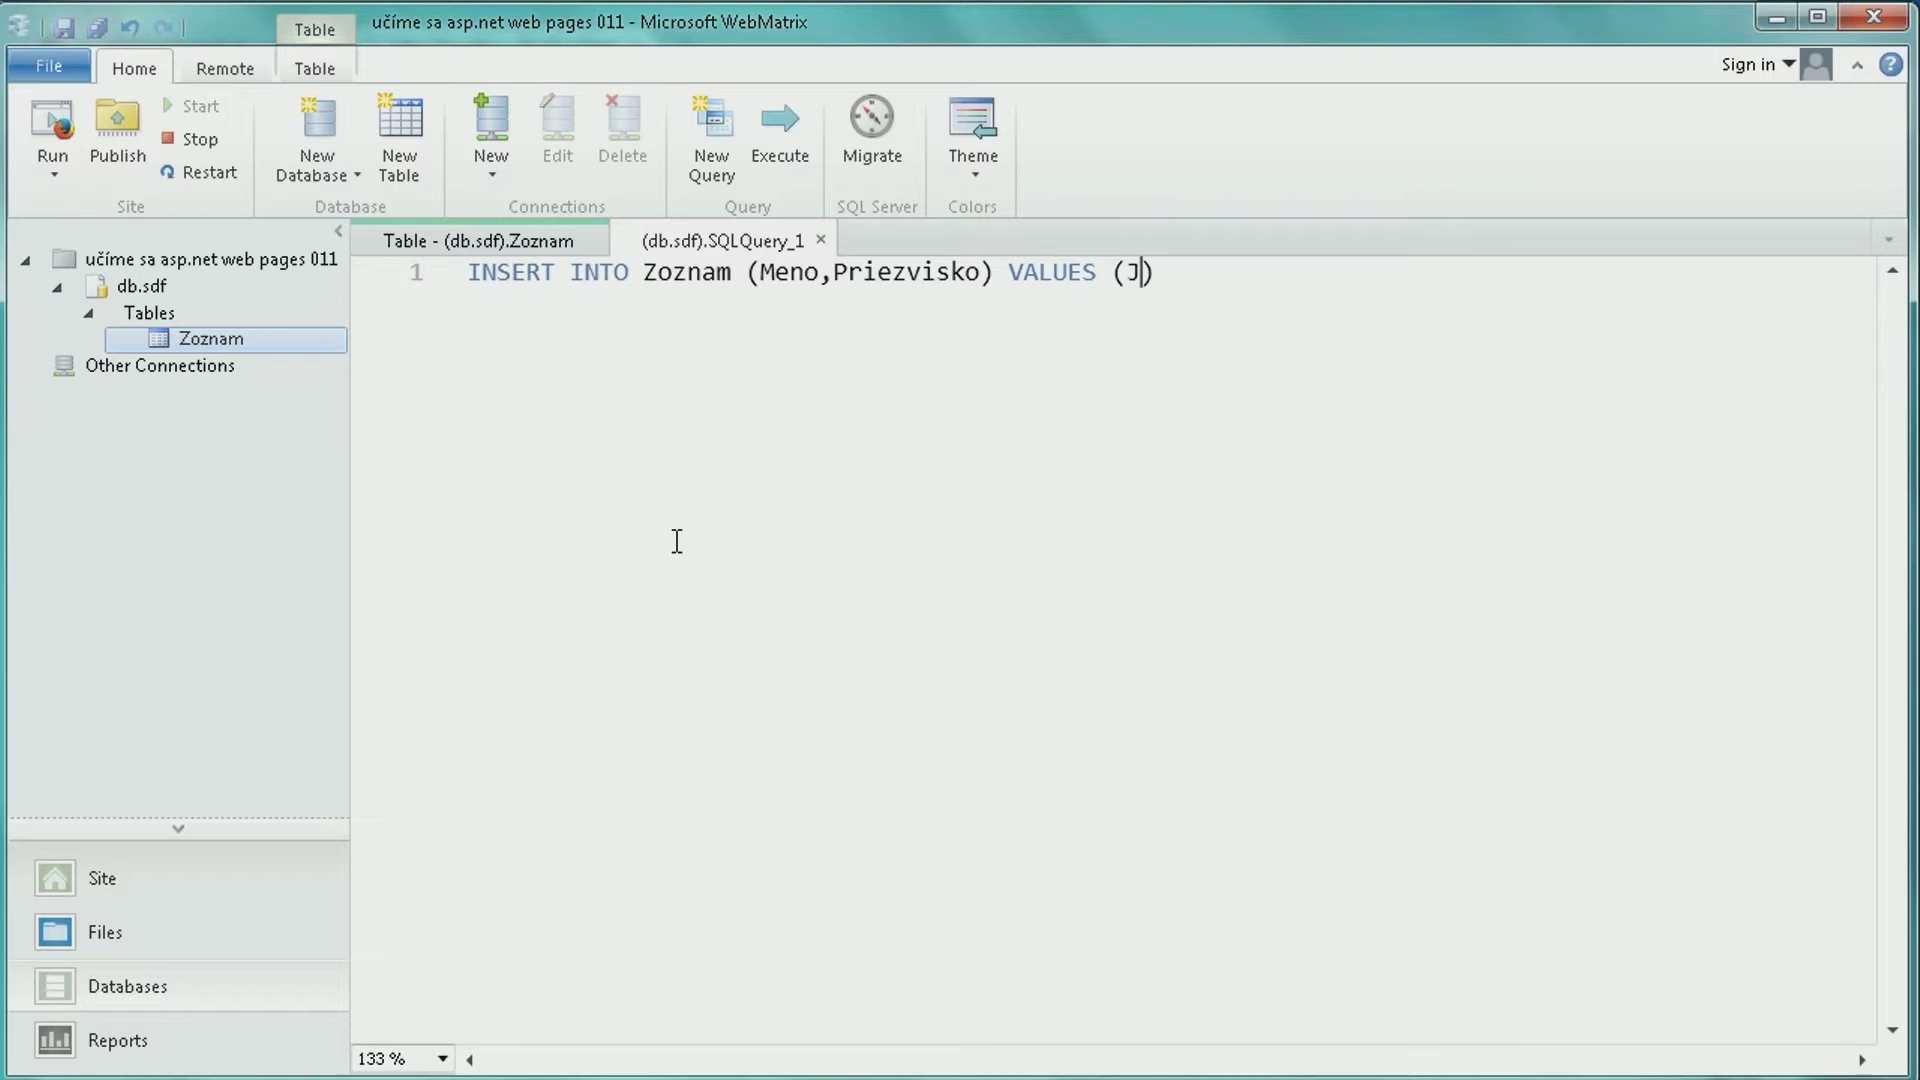 Table
učíme sa asp.net web pages 011 - Microsoft WebMatrix
File
Home
Remote
Table
Sign in
Run
Publish
Start
Stop
Restart
Site
New Database
New Table
Database
New
Edit
Delete
Connections
New Query
Execute
Query
Migrate
SQL Server
Theme
Colors
učíme sa asp.net web pages 011
db.sdf
Tables
Zoznam
Other Connections
Table - (db.sdf).Zoznam
(db.sdf).SQLQuery_1
1 INSERT INTO Zoznam (Meno,Priezvisko) VALUES (J)
Site
Files
Databases
Reports
133 %